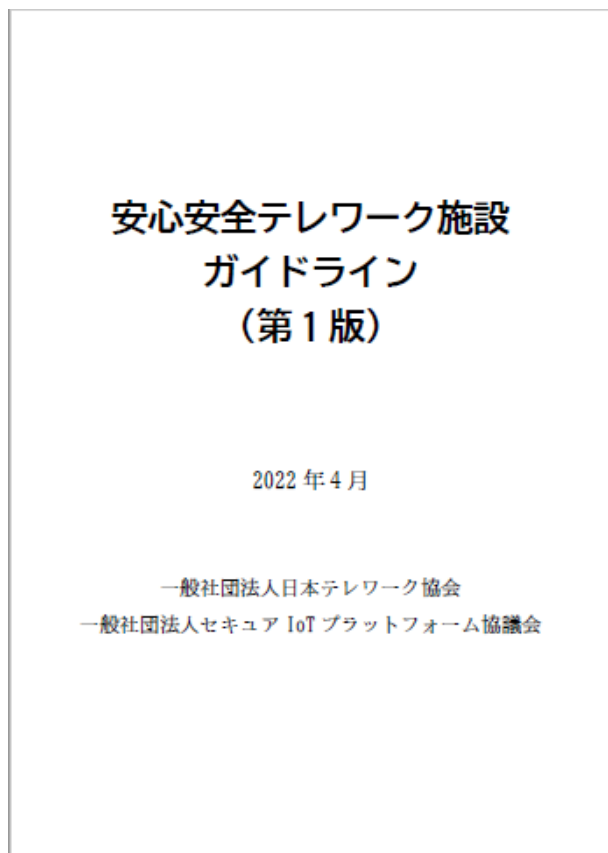 安心安全テレワーク施設
ガイドライン
（第１版）
2022 年 4 月
一般社団法人日本テレワーク協会
一般社団法人セキュア IoT プラットフォーム協議会